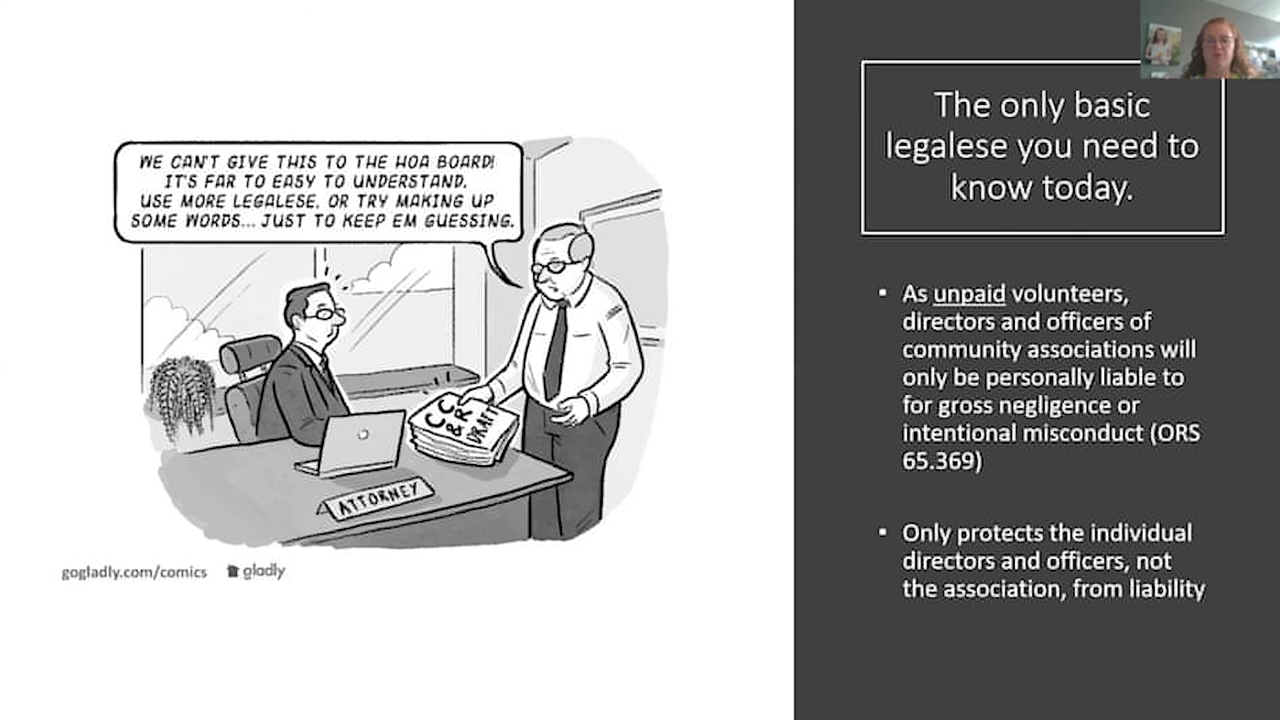 WE CAN'T GIVE THIS TO THE HOA BOARD!
IT'S FAR TO EASY TO UNDERSTAND.
USE MORE LEGALESE, OR TRY MAKING UP
SOME WORDS... JUST TO KEEP EM GUESSING.
CC
&R
DRAFT
ATTORNEY
gogladly.com/comics gladly
The only basic
legalese you need to
know today.
▪ As unpaid volunteers,
directors and officers of
community associations will
only be personally liable to
for gross negligence or
intentional misconduct (ORS
65.369)
▪ Only protects the individual
directors and officers, not
the association, from liability